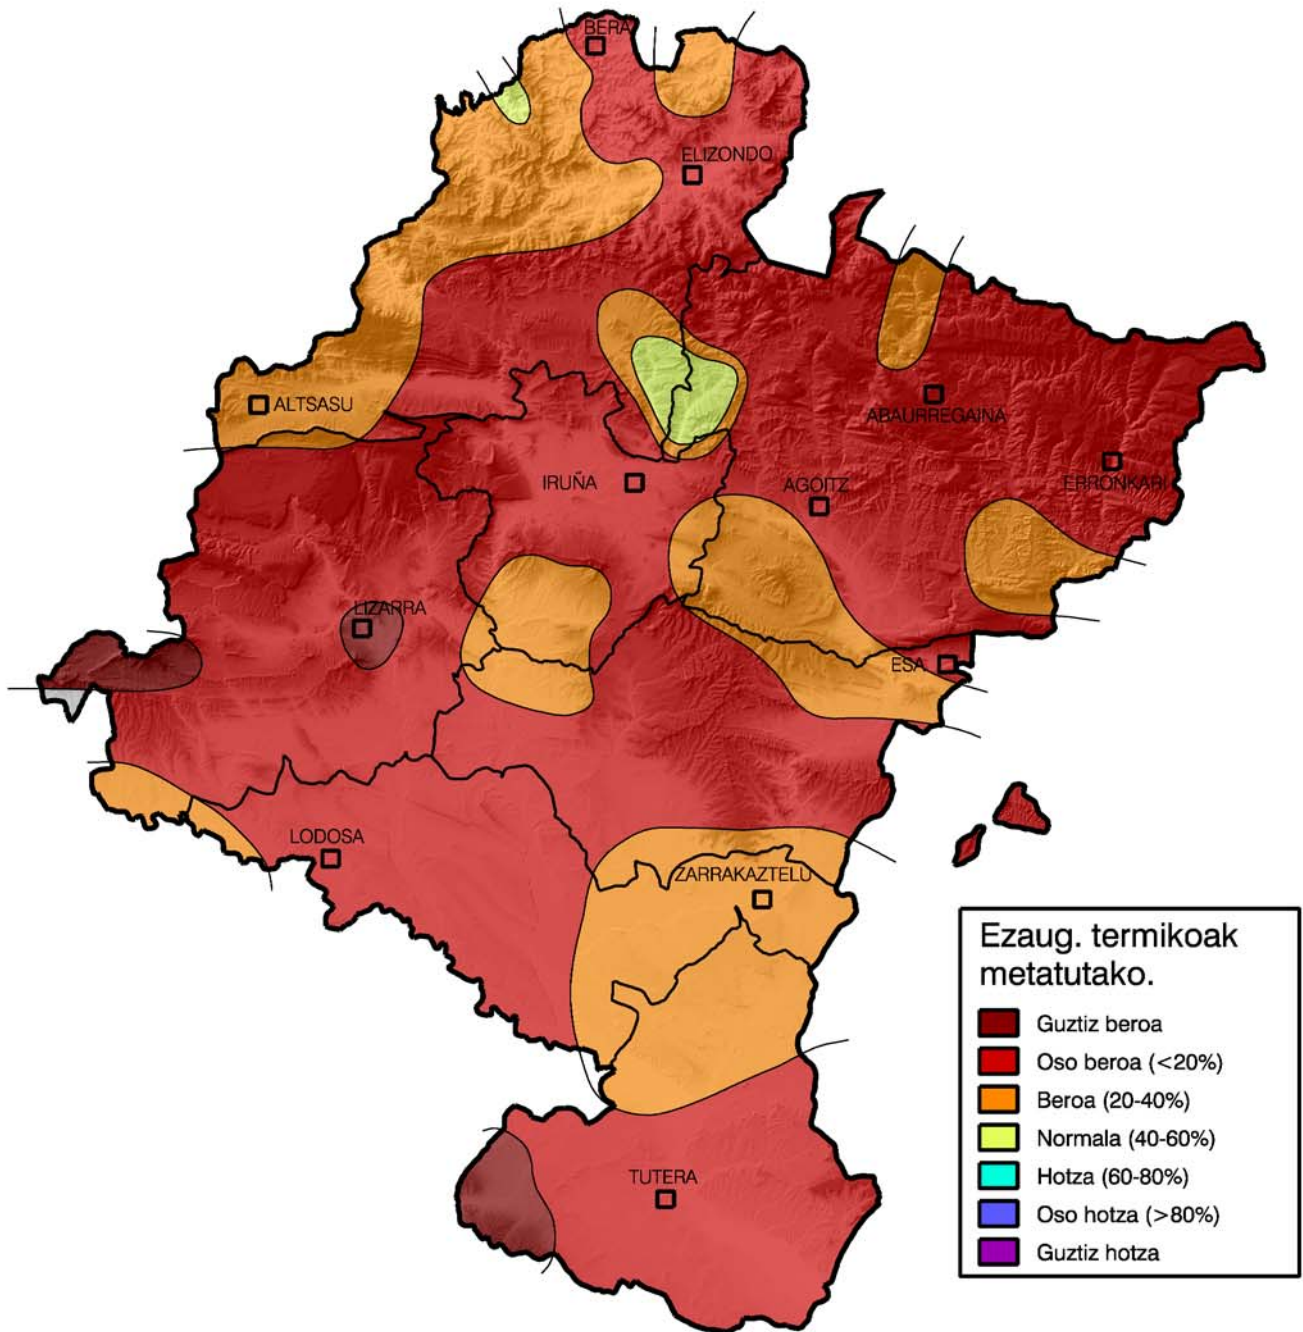 BERA
ELIZONDO
ALTSASU
ABAURREGAINA
IRUÑA
AGOITZ
ERRONKARI
LIZARRA
ESA
LODOSA
ZARRAKAZTELU
TUTERA
Ezaug. termikoak
metatutako.
Guztiz beroa
Oso beroa (<20%)
Beroa (20-40%)
Normala (40-60%)
Hotza (60-80%)
Oso hotza (>80%)
Guztiz hotza